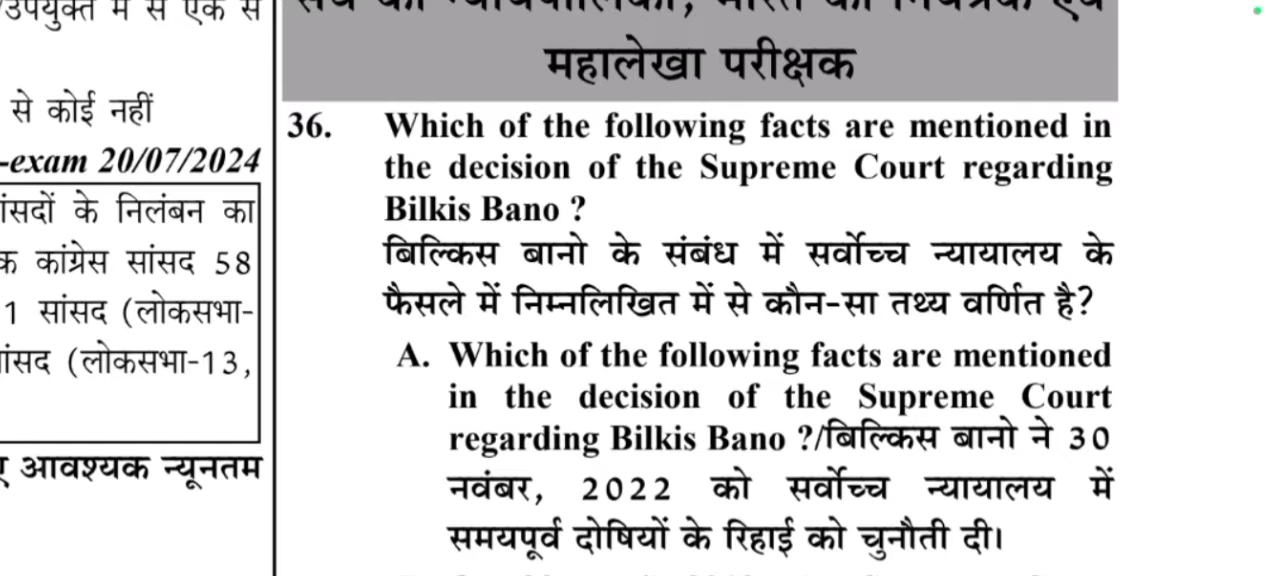 उपर्युक्त में से एक से
से कोई नहीं
-exam 20/07/2024
सांसदों के निलंबन का
क कांग्रेस सांसद 58
1 सांसद (लोकसभा-
सांसद (लोकसभा-13,
आवश्यक न्यूनतम
महालेखा परीक्षक
36. Which of the following facts are mentioned in
the decision of the Supreme Court regarding
Bilkis Bano ?
बिल्किस बानो के संबंध में सर्वोच्च न्यायालय के
फैसले में निम्नलिखित में से कौन-सा तथ्य वर्णित है?
A. Which of the following facts are mentioned
in the decision of the Supreme Court
regarding Bilkis Bano ?/बिल्किस बानो ने 30
नवंबर, 2022 को सर्वोच्च न्यायालय में
समयपूर्व दोषियों के रिहाई को चुनौती दी।